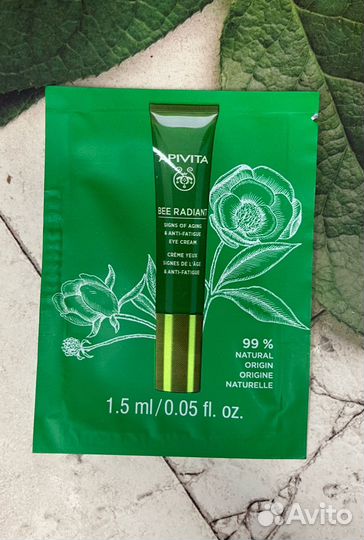 APIVITA
BEE RADIANT
SIGNS OF AGING
& ANTI-FATIGUE
EYE CREAM
CRÈME YEUX
SIGNES DE L'ÂGE
& ANTI-FATIGUE
99 %
NATURAL
ORIGIN
ORIGINE
NATURELLE
1.5 ml/0.05 fl. oz.
Avito